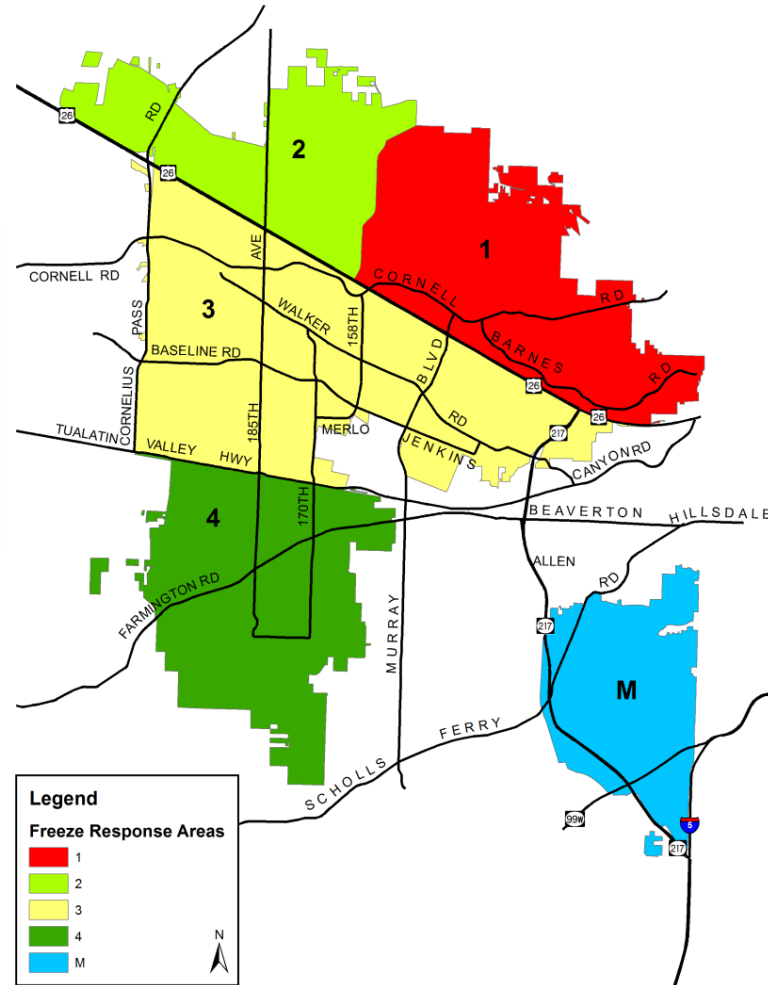 RD
26
2
26
1
AVE
CORNELL RD
CORNELL
RD
3
PASS
WALKER
158TH
BLVD
BARNES
BASELINE RD
RD
26
26
CORNELIUS
185TH
MERLO
RD
217
TUALATIN
VALLEY
HWY
JENKINS
CANYON RD
4
170TH
BEAVERTON
HILLSDALE
ALLEN
RD
FARMINGTON RD
217
MURRAY
M
FERRY
SCHOLLS
99W
5
217
Legend
Freeze Response Areas
1
2
3
4
M
N